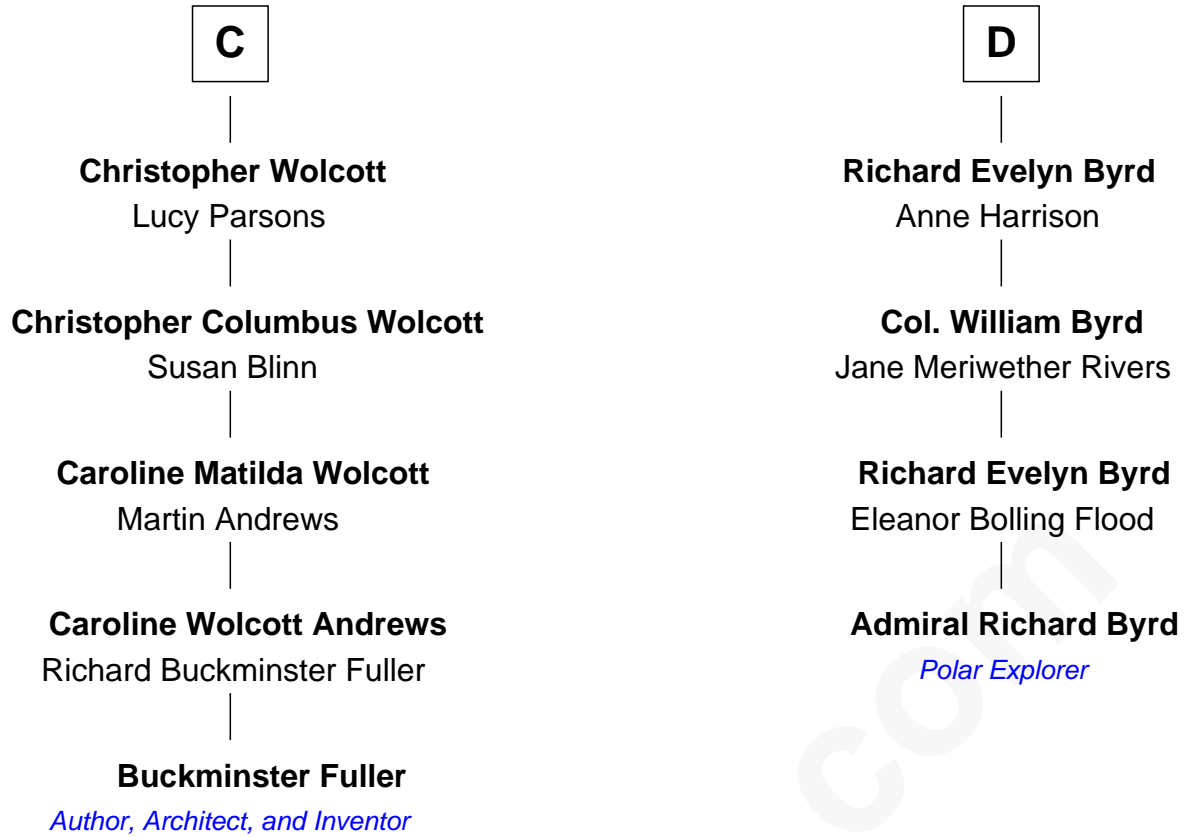 C
Christopher Wolcott
Lucy Parsons
Christopher Columbus Wolcott
Susan Blinn
Caroline Matilda Wolcott
Martin Andrews
Caroline Wolcott Andrews
Richard Buckminster Fuller
Buckminster Fuller
Author, Architect, and Inventor
D
Richard Evelyn Byrd
Anne Harrison
Col. William Byrd
Jane Meriwether Rivers
Richard Evelyn Byrd
Eleanor Bolling Flood
Admiral Richard Byrd
Polar Explorer
com